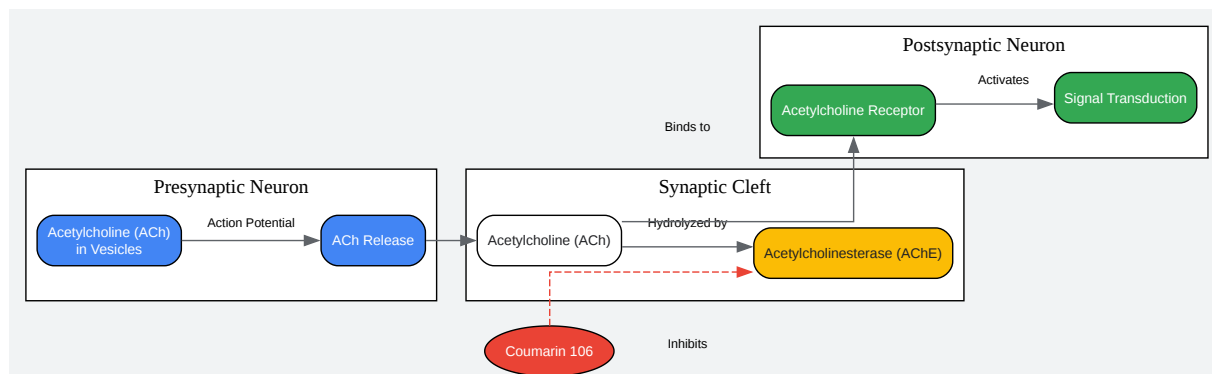 Postsynaptic Neuron
Activates
Acetylcholine Receptor
Signal Transduction
Binds to
Presynaptic Neuron
Synaptic Cleft
Acetylcholine (ACh)
in Vesicles
Action Potential
ACh Release
Acetylcholine (ACh)
Hydrolyzed by
Acetylcholinesterase (AChE)
Coumarin 106
Inhibits